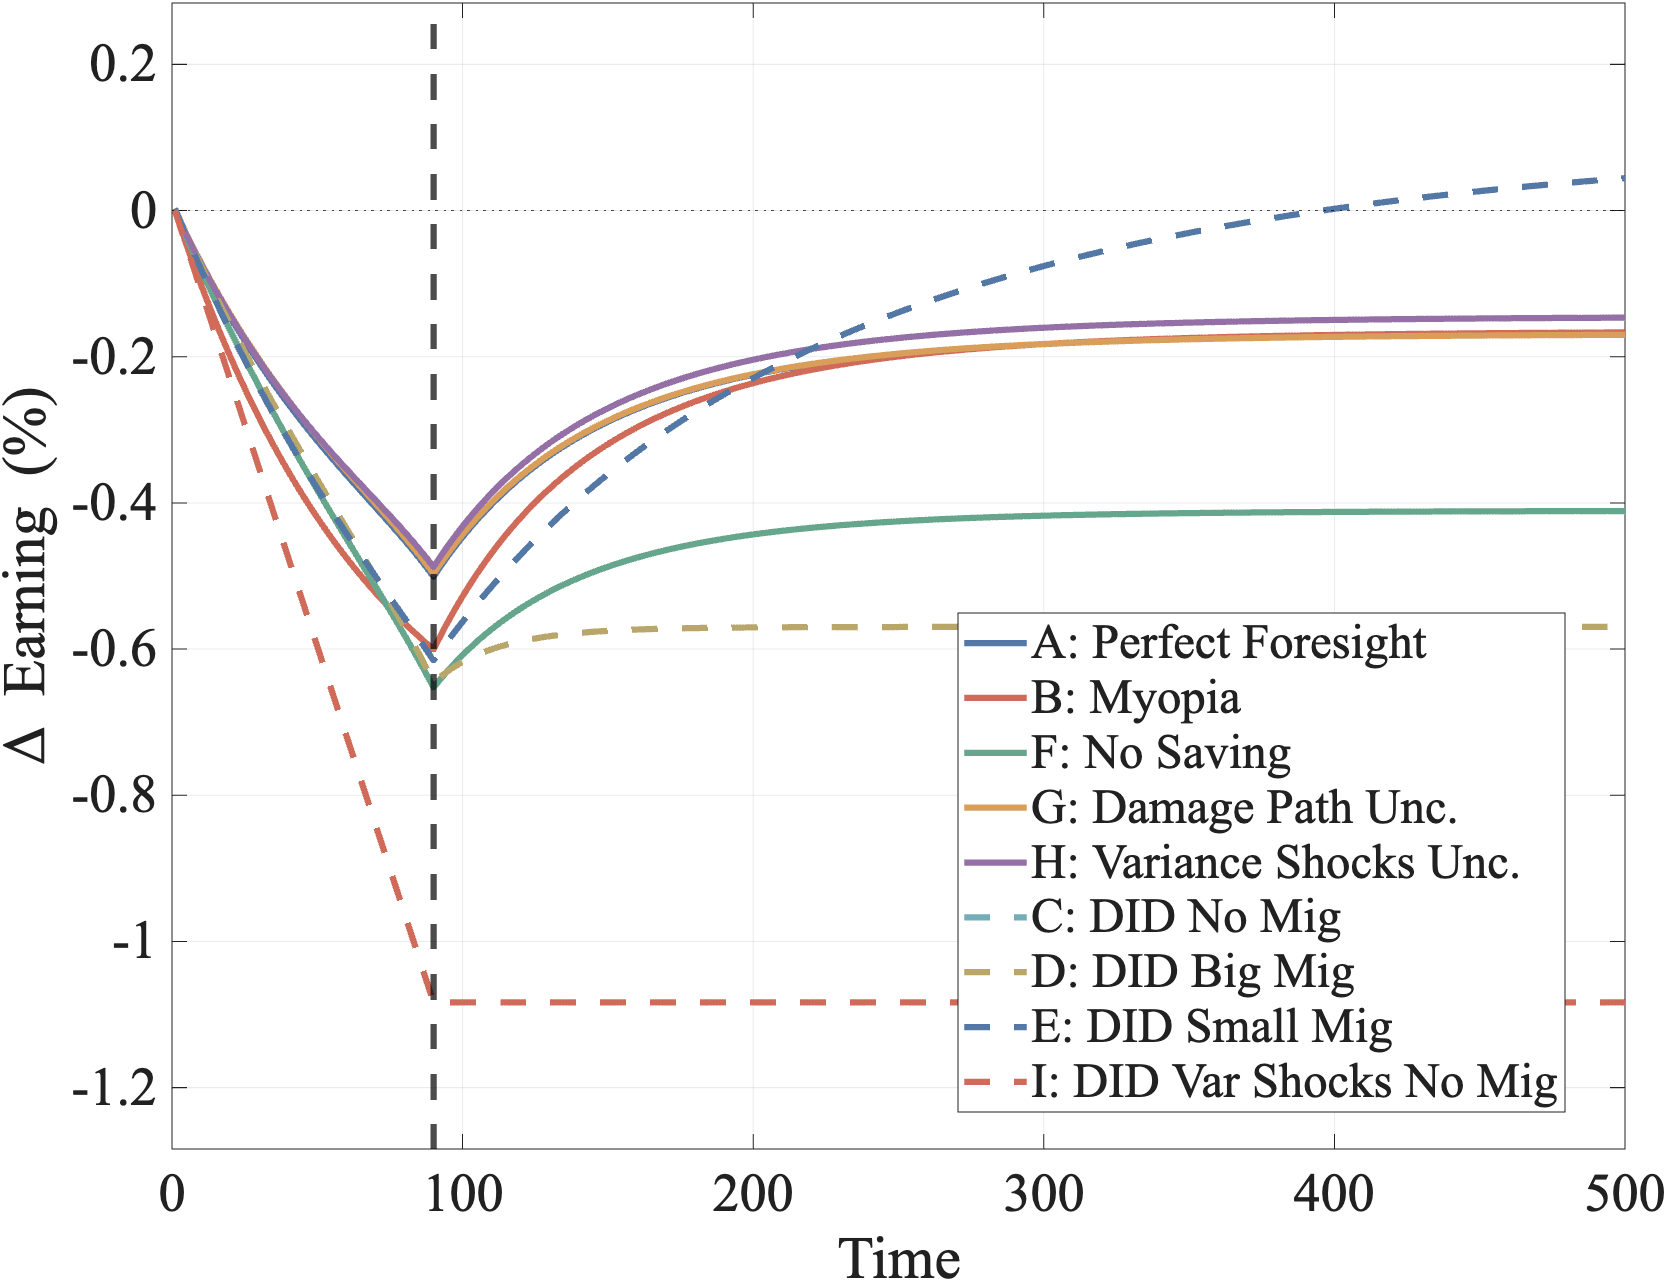 0.2
0
-0.2
-0.4
-0.6
-0.8
-1
-1.2
Δ Earning (%)
A: Perfect Foresight
B: Myopia
F: No Saving
G: Damage Path Unc.
H: Variance Shocks Unc.
C: DID No Mig
D: DID Big Mig
E: DID Small Mig
I: DID Var Shocks No Mig
0 100 200 300 400 500
Time